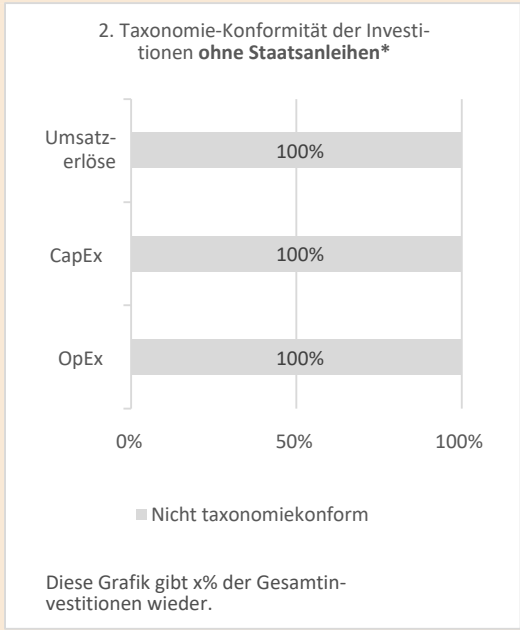 2. Taxonomie-Konformität der Investi-
tionen ohne Staatsanleihen*
Umsatz-
erlöse
100%
CapEx
100%
OpEx
100%
0%
50%
100%
Nicht taxonomiekonform
Diese Grafik gibt x% der Gesamtin-
vestitionen wieder.